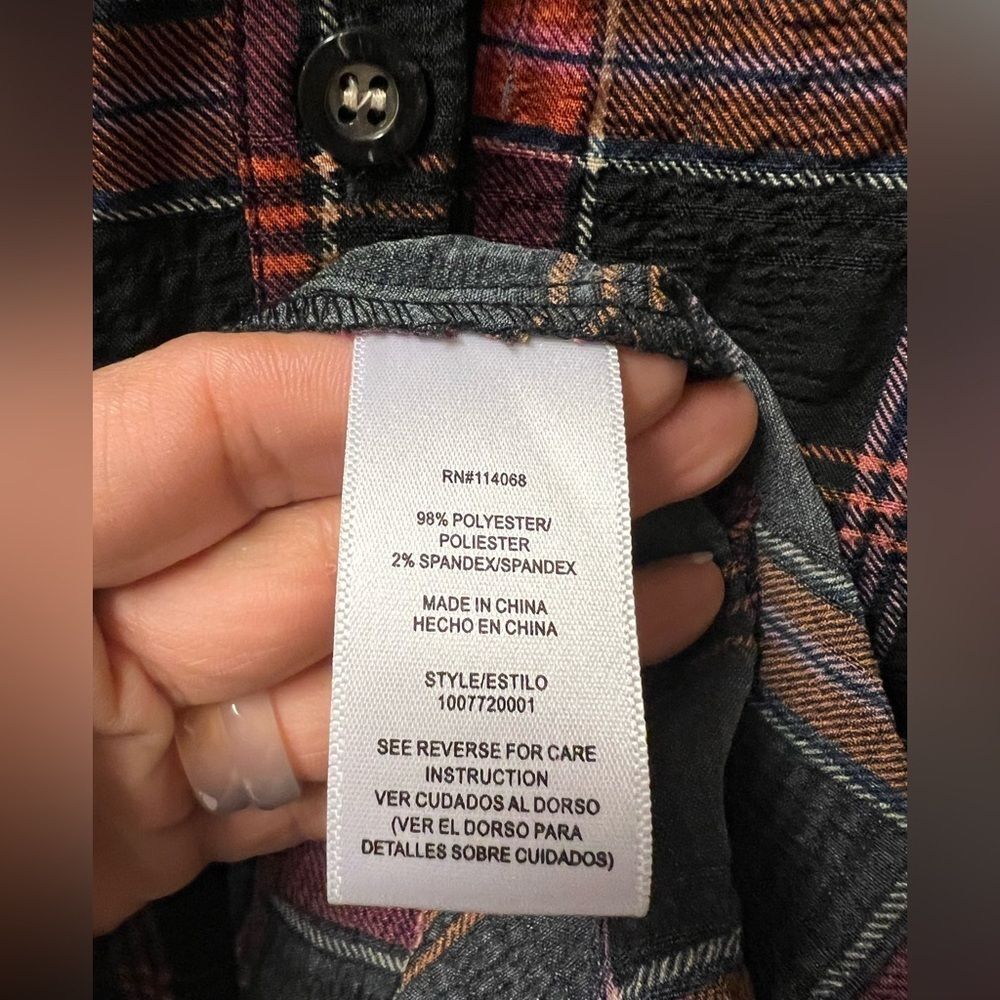 RN#114068
98% POLYESTER/
POLIESTER
2% SPANDEX/SPANDEX
MADE IN CHINA
HECHO EN CHINA
STYLE/ESTILO
1007720001
SEE REVERSE FOR CARE
INSTRUCTION
VER CUDADOS AL DORSO
(VER EL DORSO PARA
DETALLES SOBRE CUIDADOS)